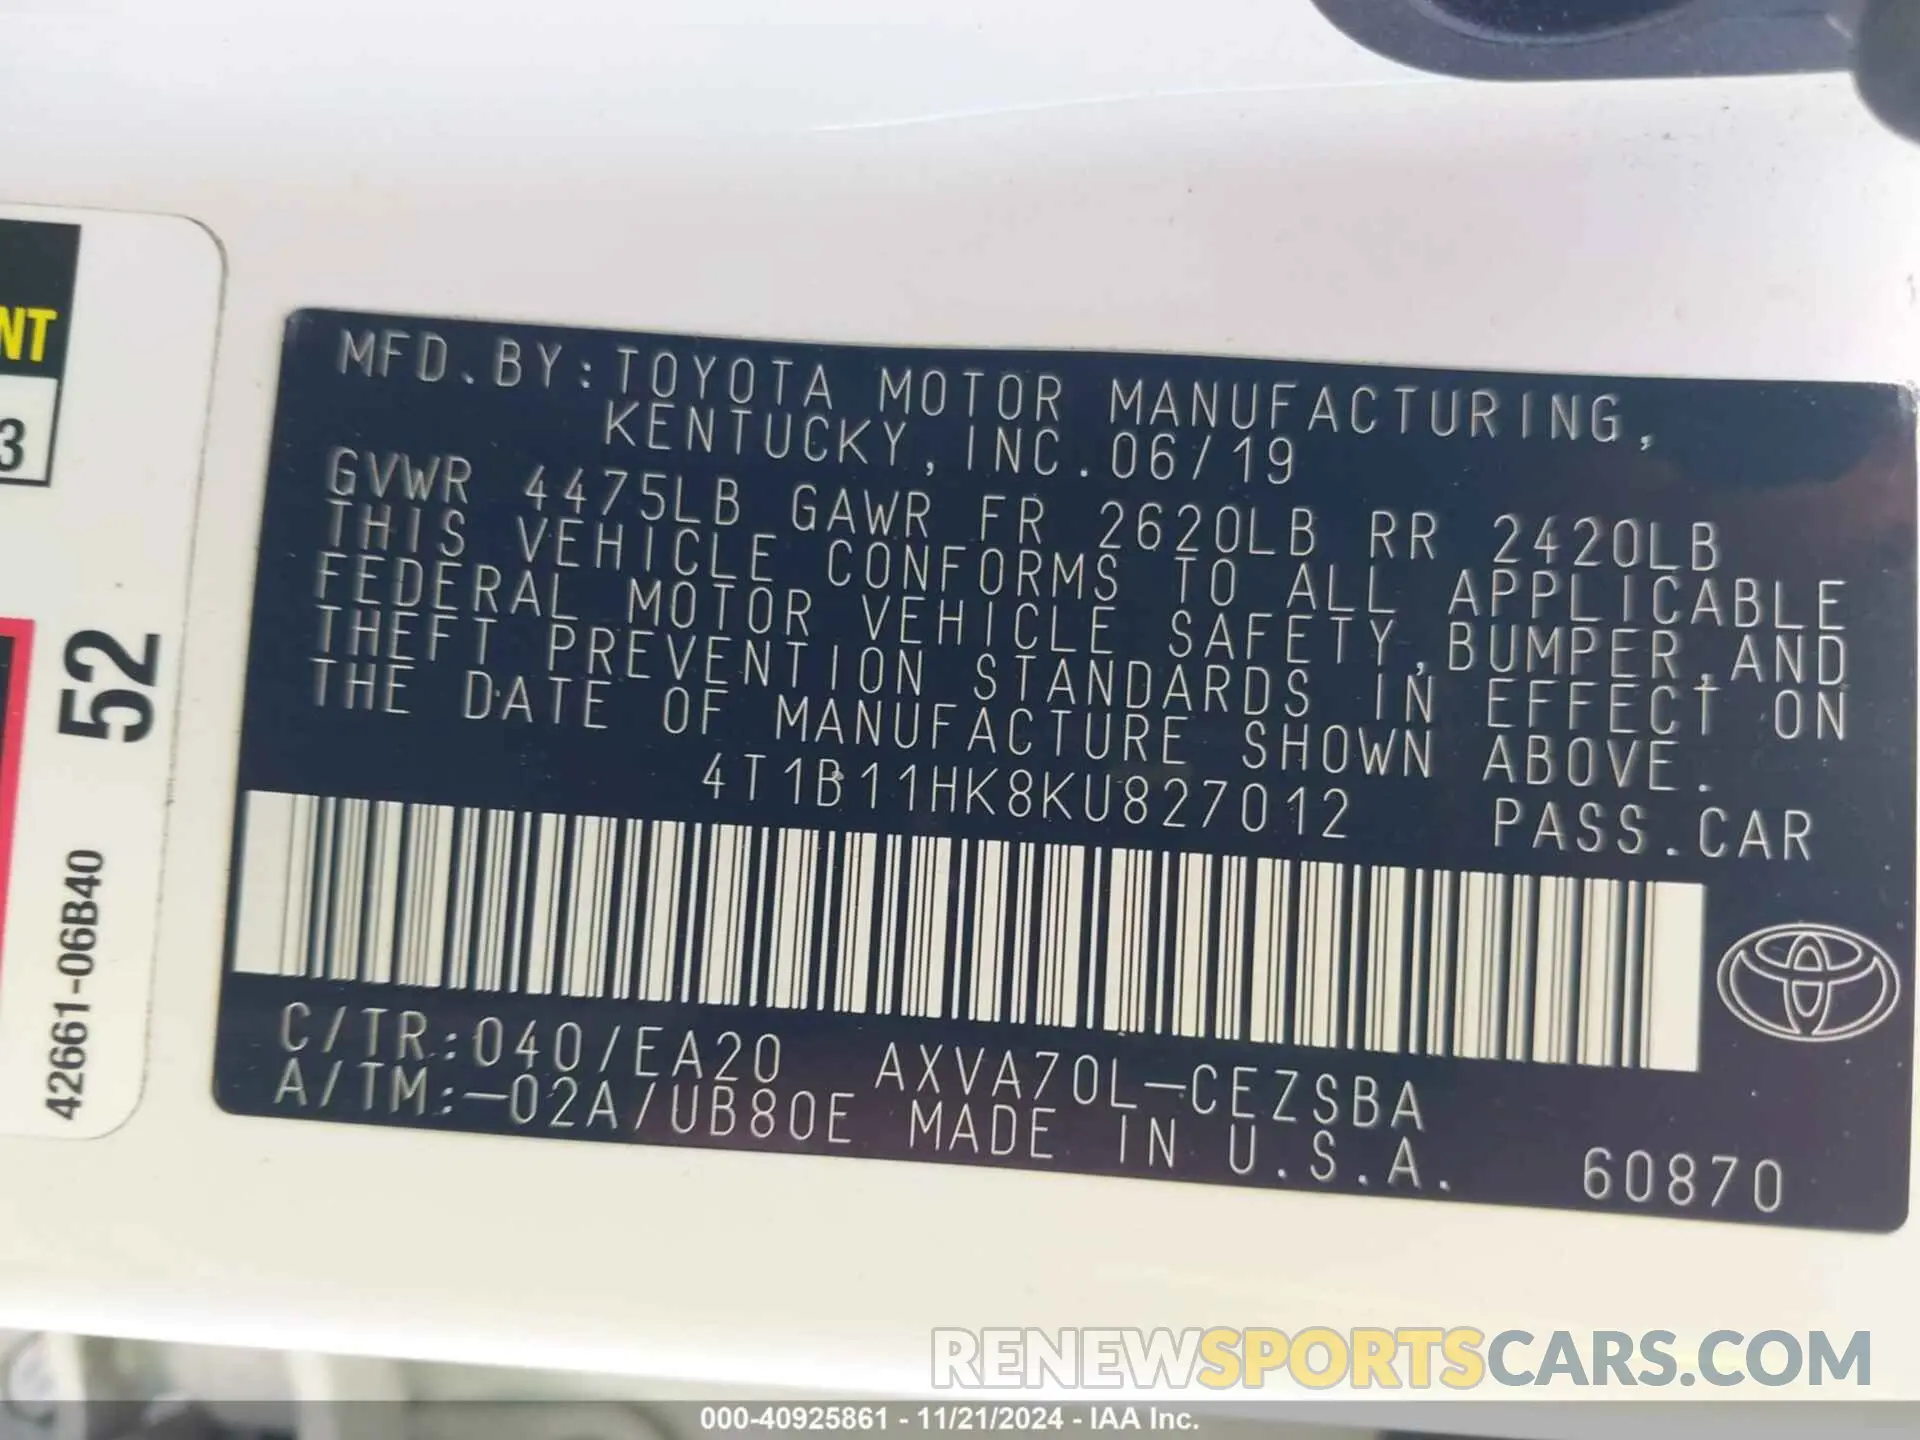 NT
3
52
42661-06B40
MFD.BY:TOYOTA MOTOR MANUFACTURING,
KENTUCKY,INC.06/19
GVWR 4475LB GAWR FR 2620LB RR 2420LB
THIS VEHICLE CONFORMS TO ALL APPLICABLE
FEDERAL MOTOR VEHICLE SAFETY,BUMPER,AND
THEFT PREVENTION STANDARDS IN EFFECT ON
THE DATE OF MANUFACTURE SHOWN ABOVE.
4T1B11HK8KU827012 PASS.CAR
C/TR:040/EA20 AXVA70L-CEZSBA
A/TM:-02A/UB80E MADE IN U.S.A. 60870
RENEWSPORTSCARS.COM
000-40925861 - 11/21/2024 - IAA Inc.